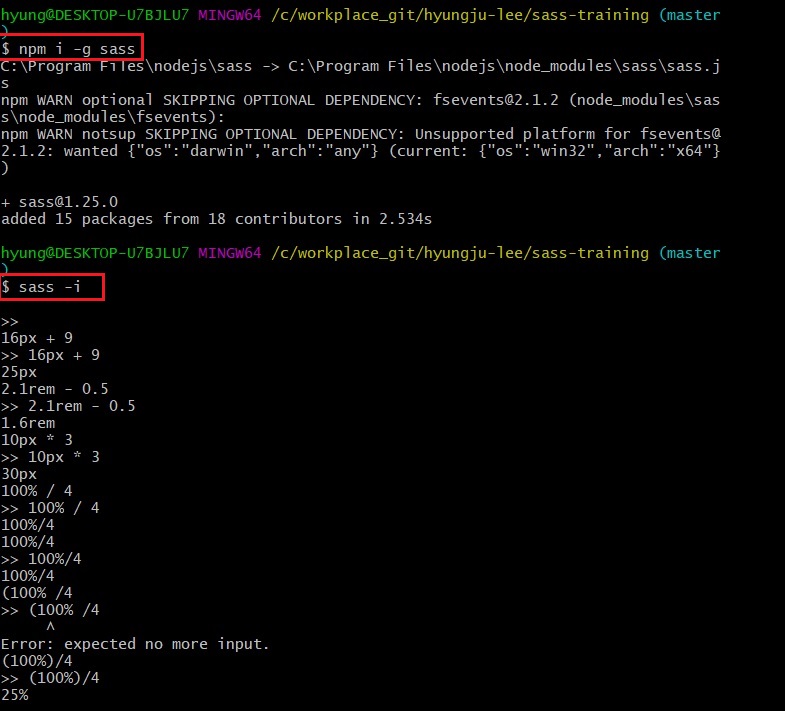 hyung@DESKTOP-U7BJLU7 MINGW64 /c/workplace_git/hyungju-lee/sass-training (master
)
$ npm i -g sass
C:\Program Files\nodejs\sass -> C:\Program Files\nodejs\node_modules\sass\sass.j
s
npm WARN optional SKIPPING OPTIONAL DEPENDENCY: fsevents@2.1.2 (node_modules\sas
s\node_modules\fsevents):
npm WARN notsup SKIPPING OPTIONAL DEPENDENCY: Unsupported platform for fsevents@
2.1.2: wanted {"os":"darwin","arch":"any"} (current: {"os":"win32","arch":"x64"}
)
+ sass@1.25.0
added 15 packages from 18 contributors in 2.534s
hyung@DESKTOP-U7BJLU7 MINGW64 /c/workplace_git/hyungju-lee/sass-training (master
)
$ sass -i
>>
16px + 9
>> 16px + 9
25px
2.1rem - 0.5
>> 2.1rem - 0.5
1.6rem
10px * 3
>> 10px * 3
30px
100% / 4
>> 100% / 4
100%/4
100%/4
>> 100%/4
100%/4
(100% /4
>> (100% /4
^
Error: expected no more input.
(100%)/4
>> (100%)/4
25%